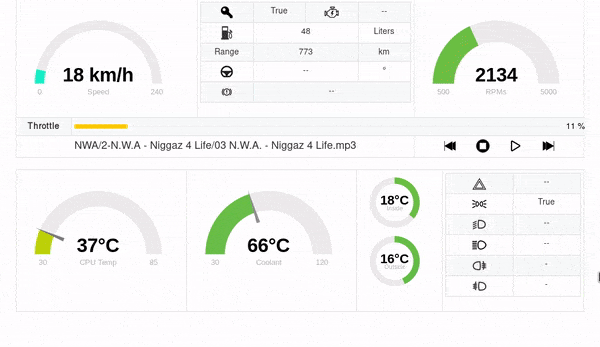 True --
48 Liters
Range 773 km
-- °
--
18 km/h
0 Speed 240
2134
500 RPMs 5000
Throttle 11 %
NWA/2-N.W.A - Niggaz 4 Life/03 N.W.A. - Niggaz 4 Life.mp3
37°C
30 CPU Temp 85
66°C
30 Coolant 120
18°C
Inside
16°C
Outside
--
True
--
--
-
-